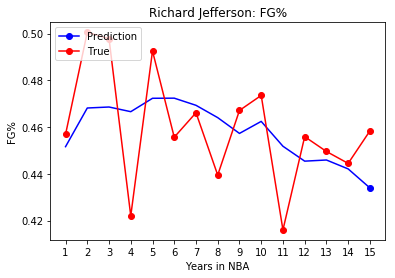 Richard Jefferson: FG%
Prediction
True
0.50
0.48
0.46
0.44
0.42
FG%
1 2 3 4 5 6 7 8 9 10 11 12 13 14 15
Years in NBA